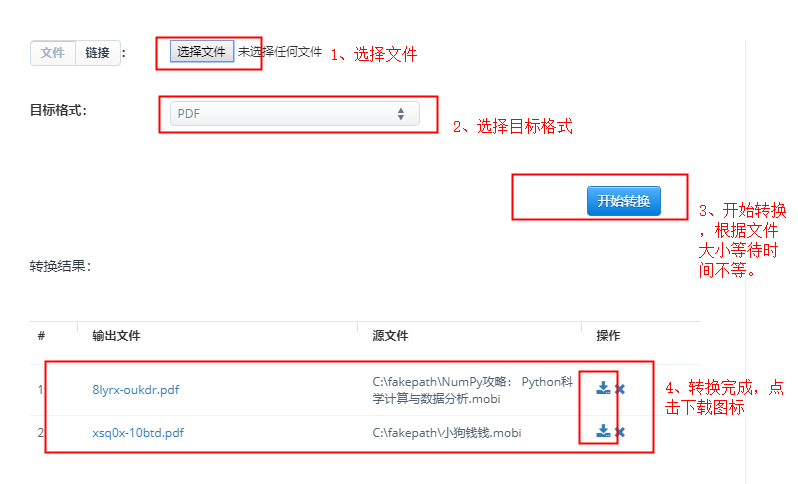 文件 链接 : 选择文件 未选择任何文件 1、选择文件
目标格式: PDF
2、选择目标格式
开始转换
3、开始转换
，根据文件
大小等待时
间不等。
转换结果:
# 输出文件 源文件 操作
1 8lyrx-oukdr.pdf C:\fakepath\NumPy攻略： Python科
学计算与数据分析.mobi
4、转换完成，点
击下载图标
2 xsq0x-10btd.pdf C:\fakepath\小狗钱钱.mobi